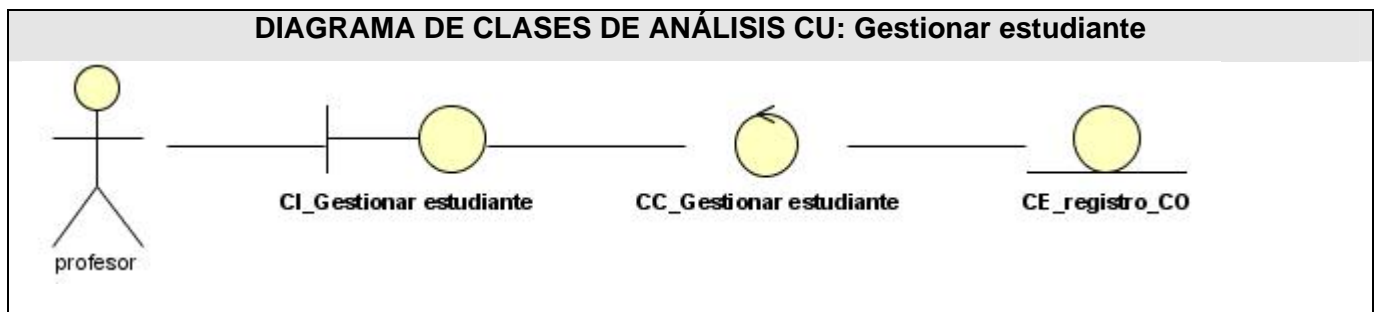 DIAGRAMA DE CLASES DE ANÁLISIS CU: Gestionar estudiante
CI_Gestionar estudiante
CC_Gestionar estudiante
CE_registro_CO
profesor